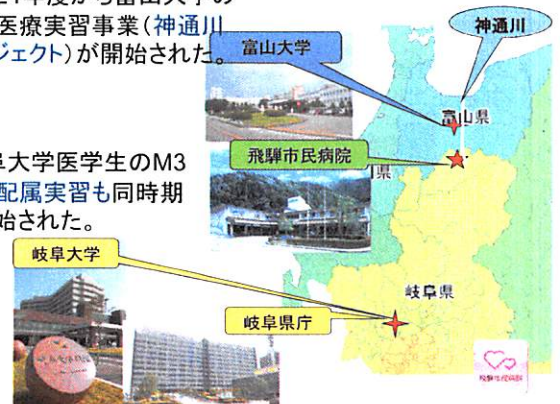 医療実習事業(神通川
ジェクト)が開始された。
富山大学
神通川
富山県
飛騨市民病院
県
阜大学医学生のM3
配属実習も同時期
始された。
岐阜大学
岐阜県
岐阜県庁